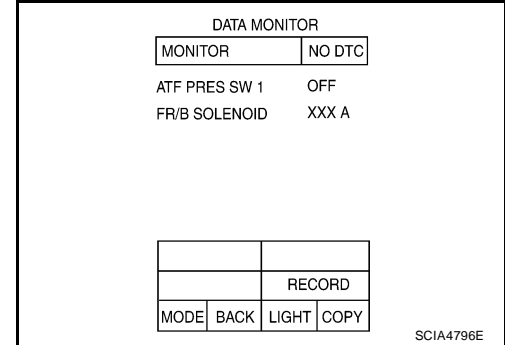 DATA MONITOR
MONITOR NO DTC
ATF PRES SW 1 OFF
FR/B SOLENOID XXX A
RECORD
MODE BACK LIGHT COPY
SCIA4796E